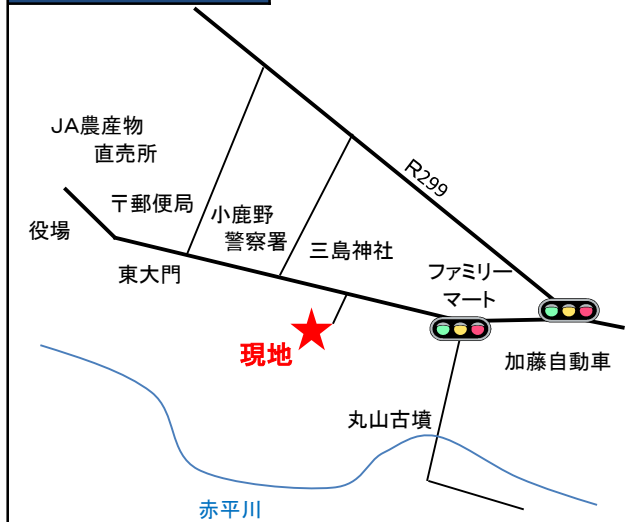 JA農産物
直売所
R299
〒郵便局
小鹿野
警察署
役場
三島神社
ファミリー
マート
東大門
現地
加藤自動車
丸山古墳
赤平川